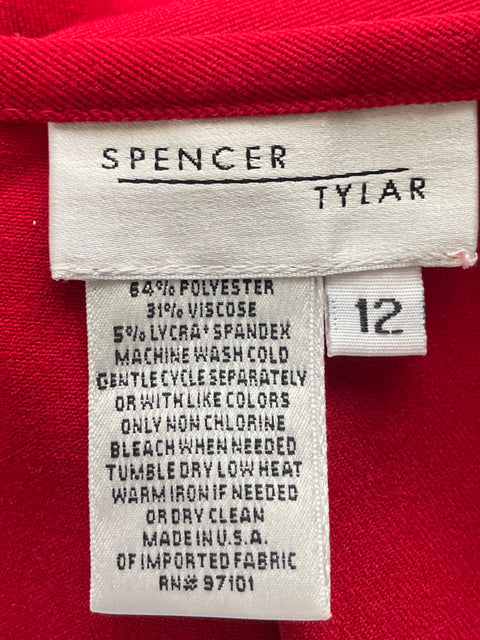 SPENCER
TYLAR
12
64% POLYESTER
31% VISCOSE
5% LYCRA* SPANDEX
MACHINE WASH COLD
GENTLE CYCLE SEPARATELY
OR WITH LIKE COLORS
ONLY NON CHLORINE
BLEACH WHEN NEEDED
TUMBLE DRY LOW HEAT
WARM IRON IF NEEDED
OR DRY CLEAN
MADE IN U.S.A.
OF IMPORTED FABRIC
RN# 97101